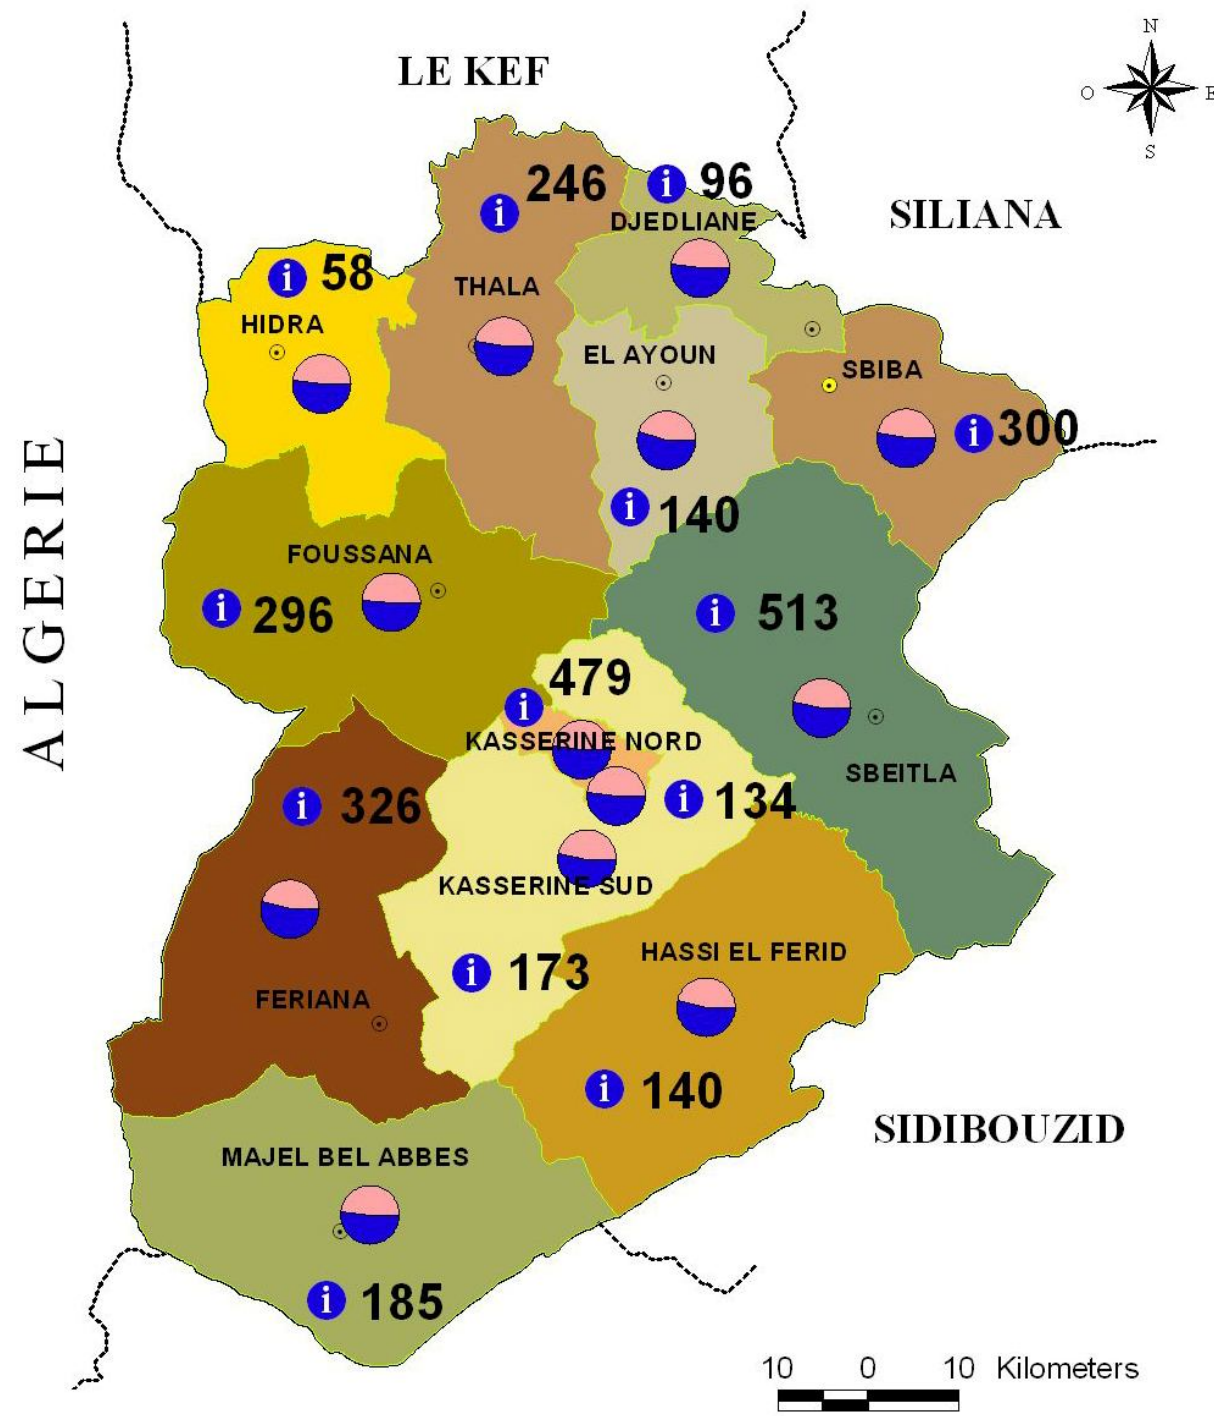 N
LE KEF
O
E
S
i 96
246
i
DJEDLIANE
SILIANA
i 58
THALA
HIDRA
EL AYOUN
SBIBA
i 300
ALGERIE
i 140
FOUSSANA
i 296
i 513
479
i
KASSERINE NORD
SBEITLA
i 326
i 134
KASSERINE SUD
HASSI EL FERID
i 173
FERIANA
i 140
SIDIBOUZID
MAJEL BEL ABBES
i 185
10 0 10 Kilometers